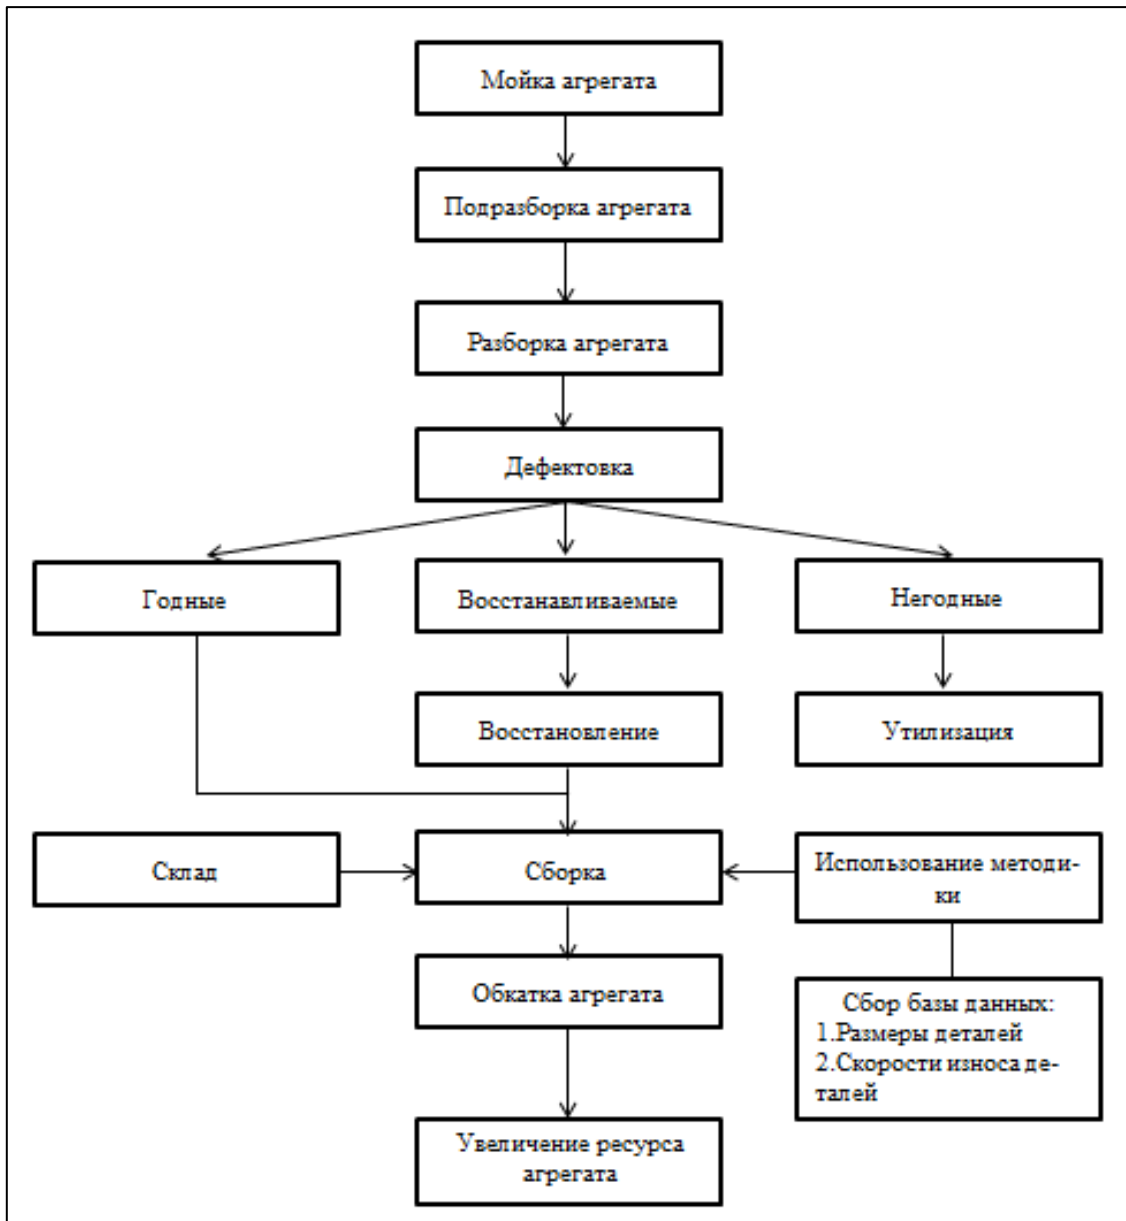 Мойка агрегата
Подразборка агрегата
Разборка агрегата
Дефектовка
Годные
Восстанавливаемые
Негодные
Восстановление
Утилизация
Склад
Сборка
Использование методи-
ки
Обкатка агрегата
Сбор базы данных:
1.Размеры деталей
2.Скорости износа де-
талей
Увеличение ресурса
агрегата